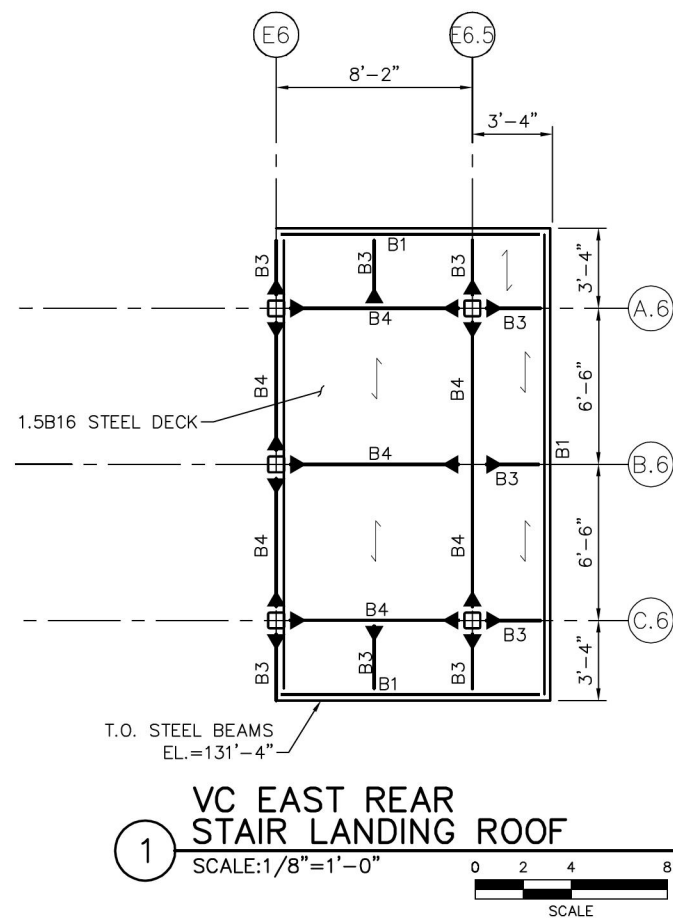 E6
E6.5
8'-2"
3'-4"
B1
B3
B3
B3
3'-4"
A.6
B4
B3
B4
B4
6'-6"
1.5B16 STEEL DECK
B4
B1
B.6
B3
B4
B4
6'-6"
B4
C.6
B3
B3
B3
B3
B1
3'-4"
T.O. STEEL BEAMS
EL.=131'-4"
VC EAST REAR
1
STAIR LANDING ROOF
SCALE:1/8"=1'-0"
0 2 4 8
SCALE